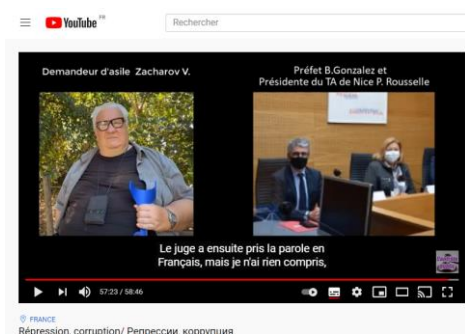 YouTube FR
Rechercher
Demandeur d'asile Zacharov V.
Préfet B.Gonzalez et
Présidente du TA de Nice P. Rousselle
Le juge a ensuite pris la parole en
Français, mais je n'ai rien compris,
57:23 / 58:46
FRANCE
Répression, corruption/ Репрессии, коррупция